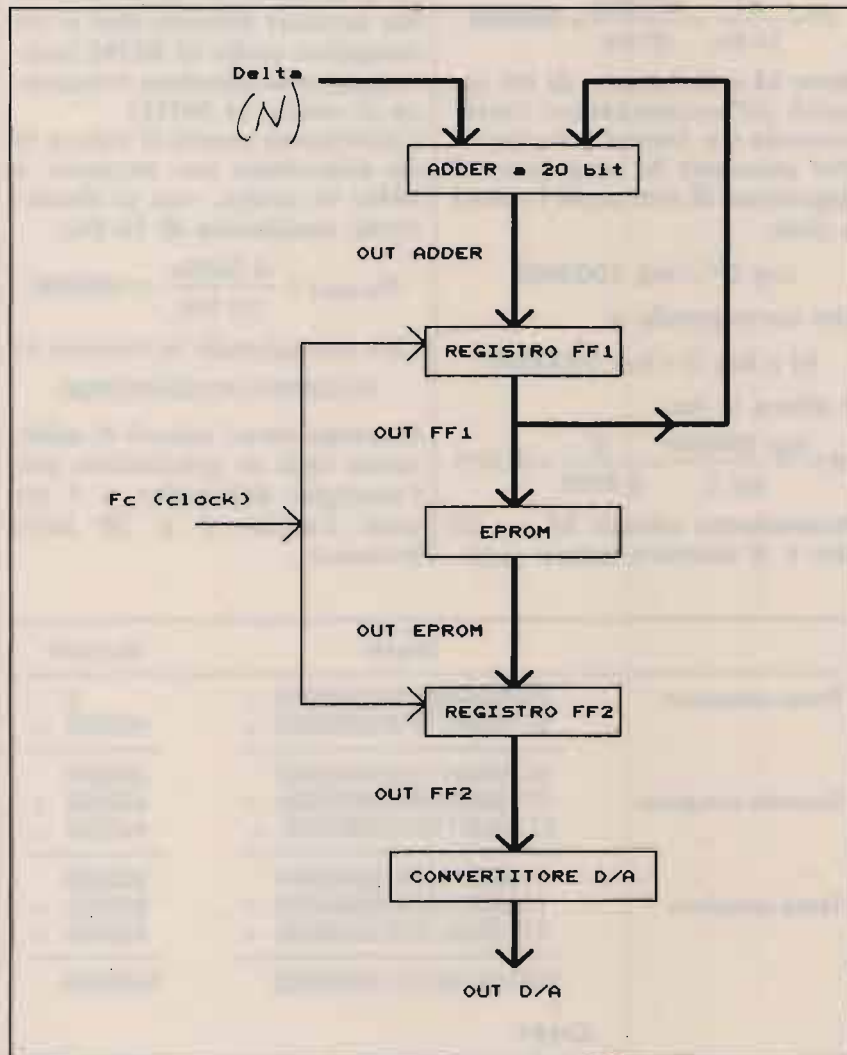 Delta
(N)
ADDER a 20 bit
OUT ADDER
REGISTRO FF1
OUT FF1
Fc (clock)
EPROM
OUT EPROM
REGISTRO FF2
OUT FF2
CONVERTITORE D/A
OUT D/A